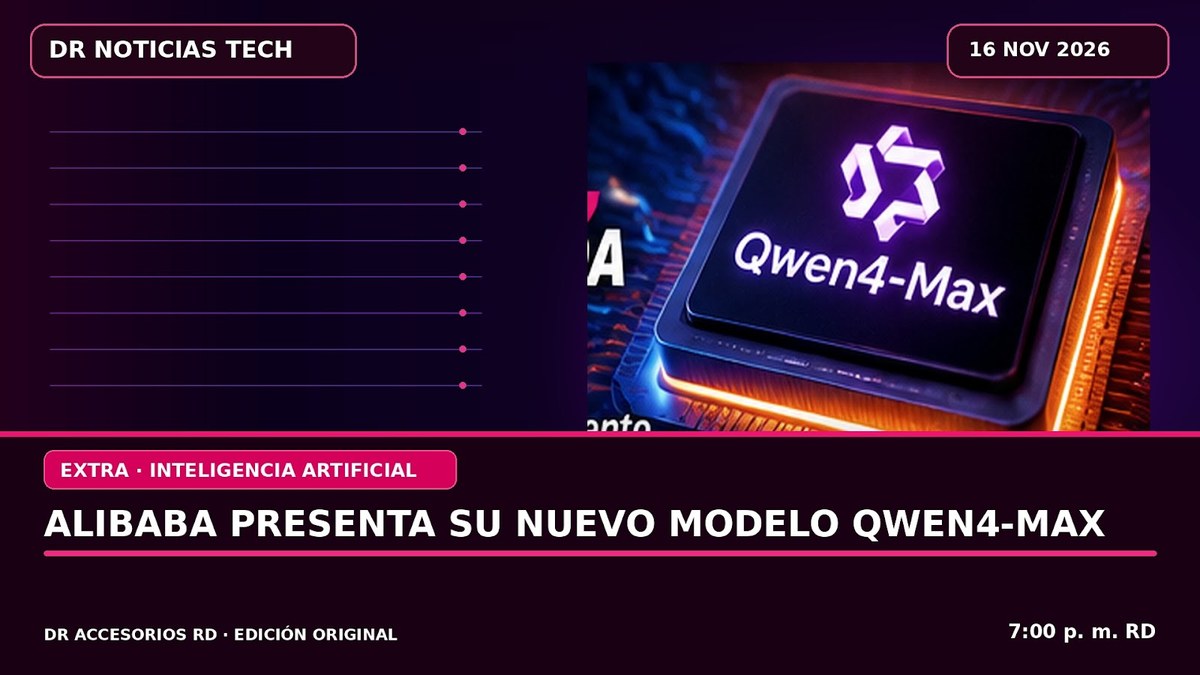 DR NOTICIAS TECH
16 NOV 2026
A
Qwen4-Max
EXTRA · INTELIGENCIA ARTIFICIAL
ALIBABA PRESENTA SU NUEVO MODELO QWEN4-MAX
DR ACCESORIOS RD · EDICIÓN ORIGINAL
7:00 p. m. RD